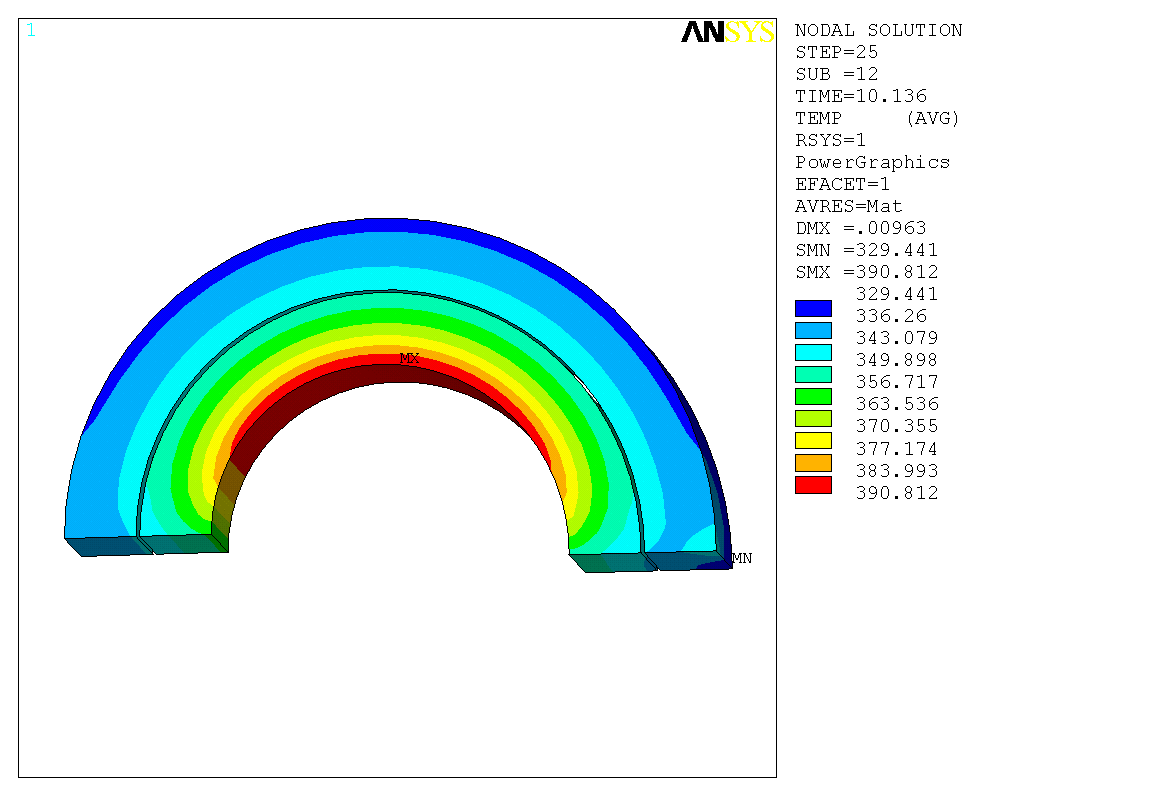 1
ANSYS
NODAL SOLUTION
STEP=25
SUB =12
TIME=10.136
TEMP (AVG)
RSYS=1
PowerGraphics
EFACET=1
AVRES=Mat
DMX =.00963
SMN =329.441
SMX =390.812
329.441
336.26
343.079
349.898
356.717
363.536
370.355
377.174
383.993
390.812
MX
MN